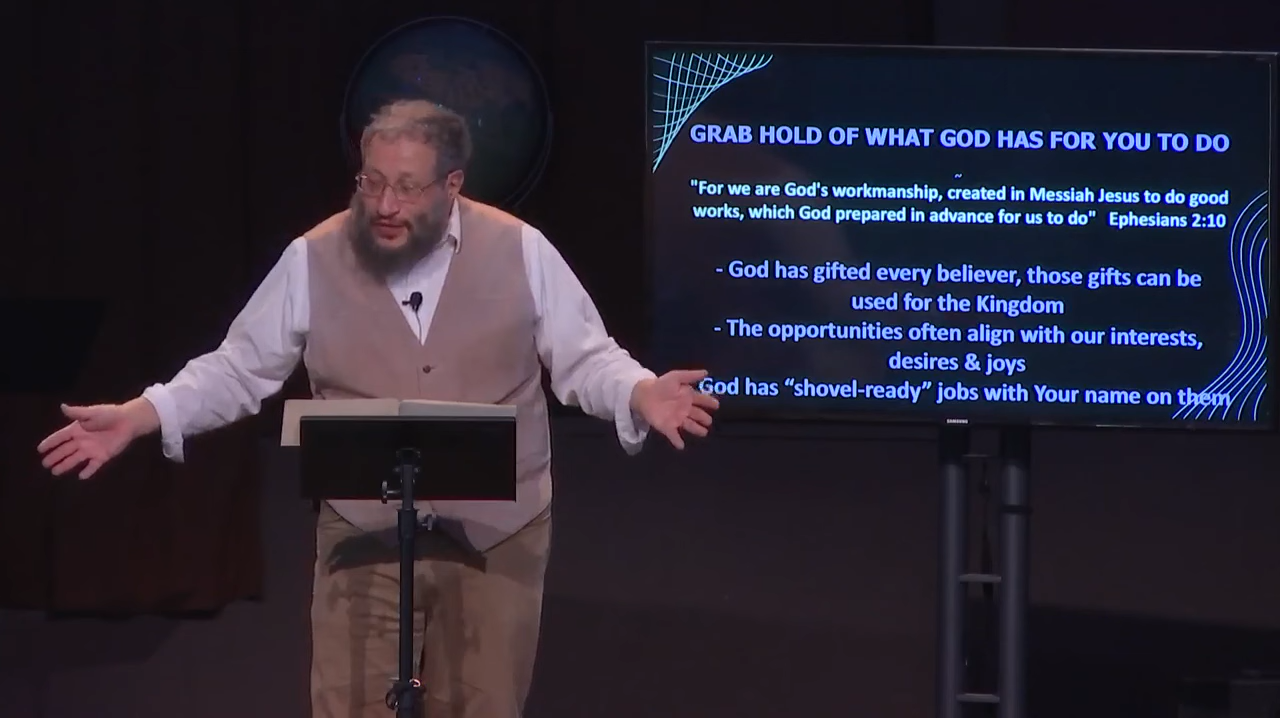 GRAB HOLD OF WHAT GOD HAS FOR YOU TO DO
~
"For we are God's workmanship, created in Messiah Jesus to do good
works, which God prepared in advance for us to do" Ephesians 2:10
- God has gifted every believer, those gifts can be
used for the Kingdom
- The opportunities often align with our interests,
desires & joys
God has “shovel-ready” jobs with Your name on them
SAMSUNG